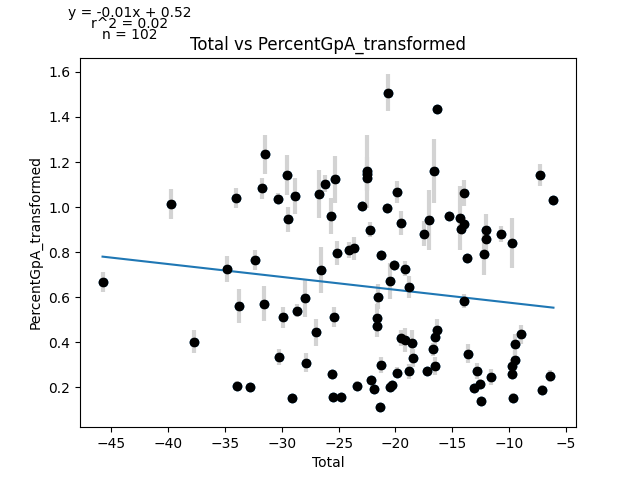 y = -0.01x + 0.52
r^2 = 0.02
n = 102
Total vs PercentGpA_transformed
1.6
1.4
1.2
1.0
0.8
0.6
0.4
0.2
PercentGpA_transformed
−45
−40
−35
−30
−25
−20
−15
−10
−5
Total